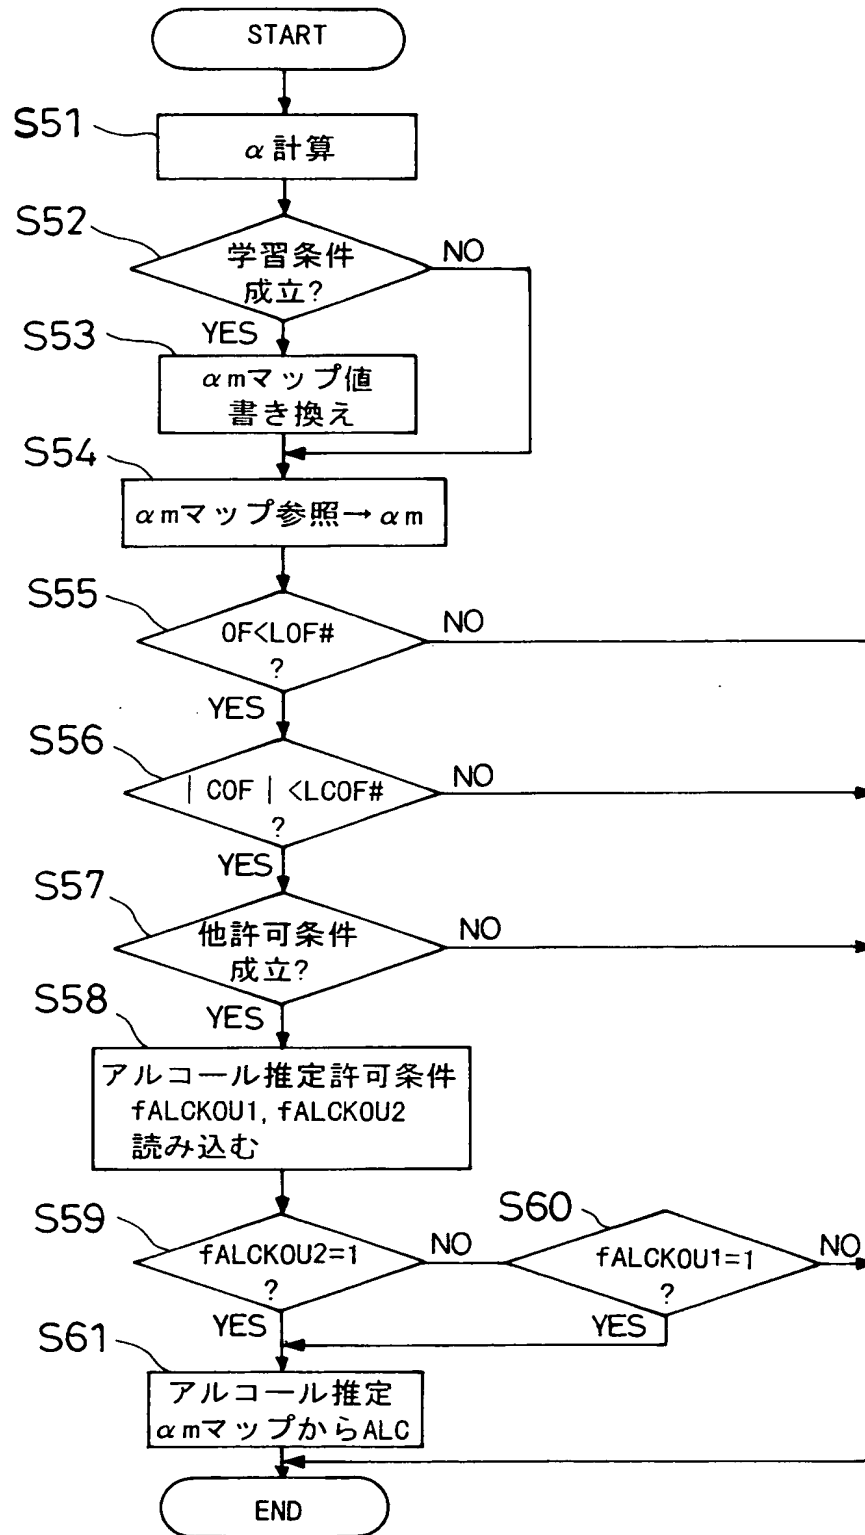 START
S51
α計算
S52
学習条件
成立?
NO
YES
S53
αmマップ値
書き換え
S54
αmマップ参照→αm
S55
OF<LOF#
?
NO
YES
S56
|COF|<LCOF#
?
NO
YES
S57
他許可条件
成立?
NO
YES
S58
アルコール推定許可条件
fALCKOU1, fALCKOU2
読み込む
S59
fALCKOU2=1
?
NO
YES
S60
fALCKOU1=1
?
NO
YES
S61
アルコール推定
αmマップからALC
END